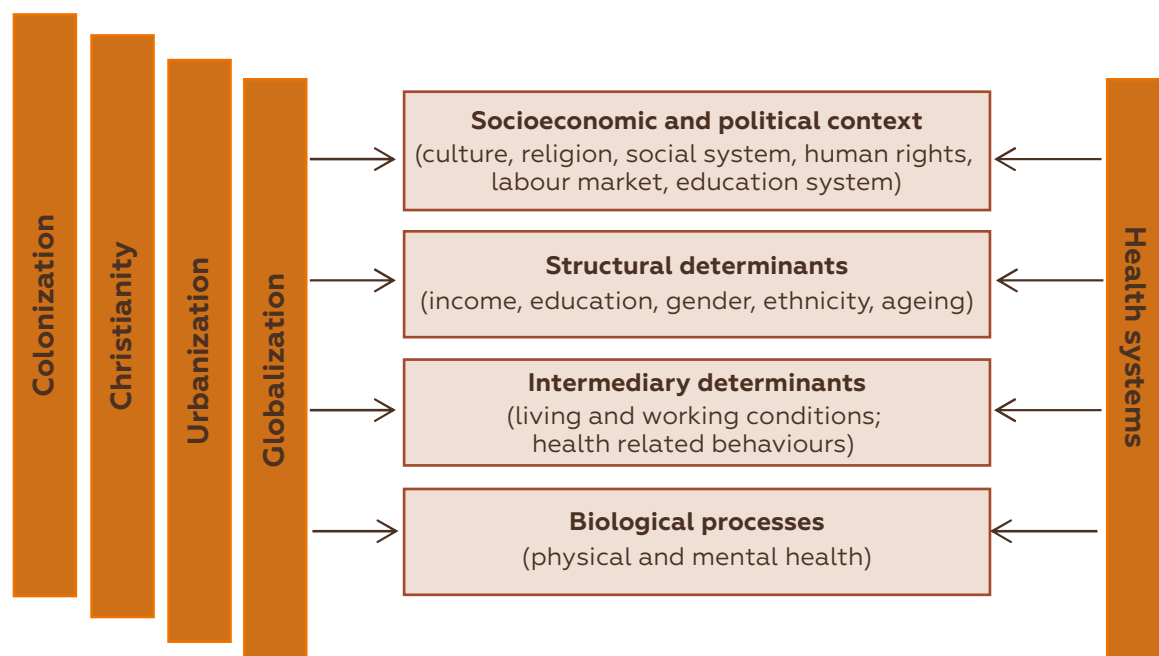 Colonization
Christianity
Urbanization
Globalization
Socioeconomic and political context
(culture, religion, social system, human rights,
labour market, education system)
Structural determinants
(income, education, gender, ethnicity, ageing)
Intermediary determinants
(living and working conditions;
health related behaviours)
Biological processes
(physical and mental health)
Health systems